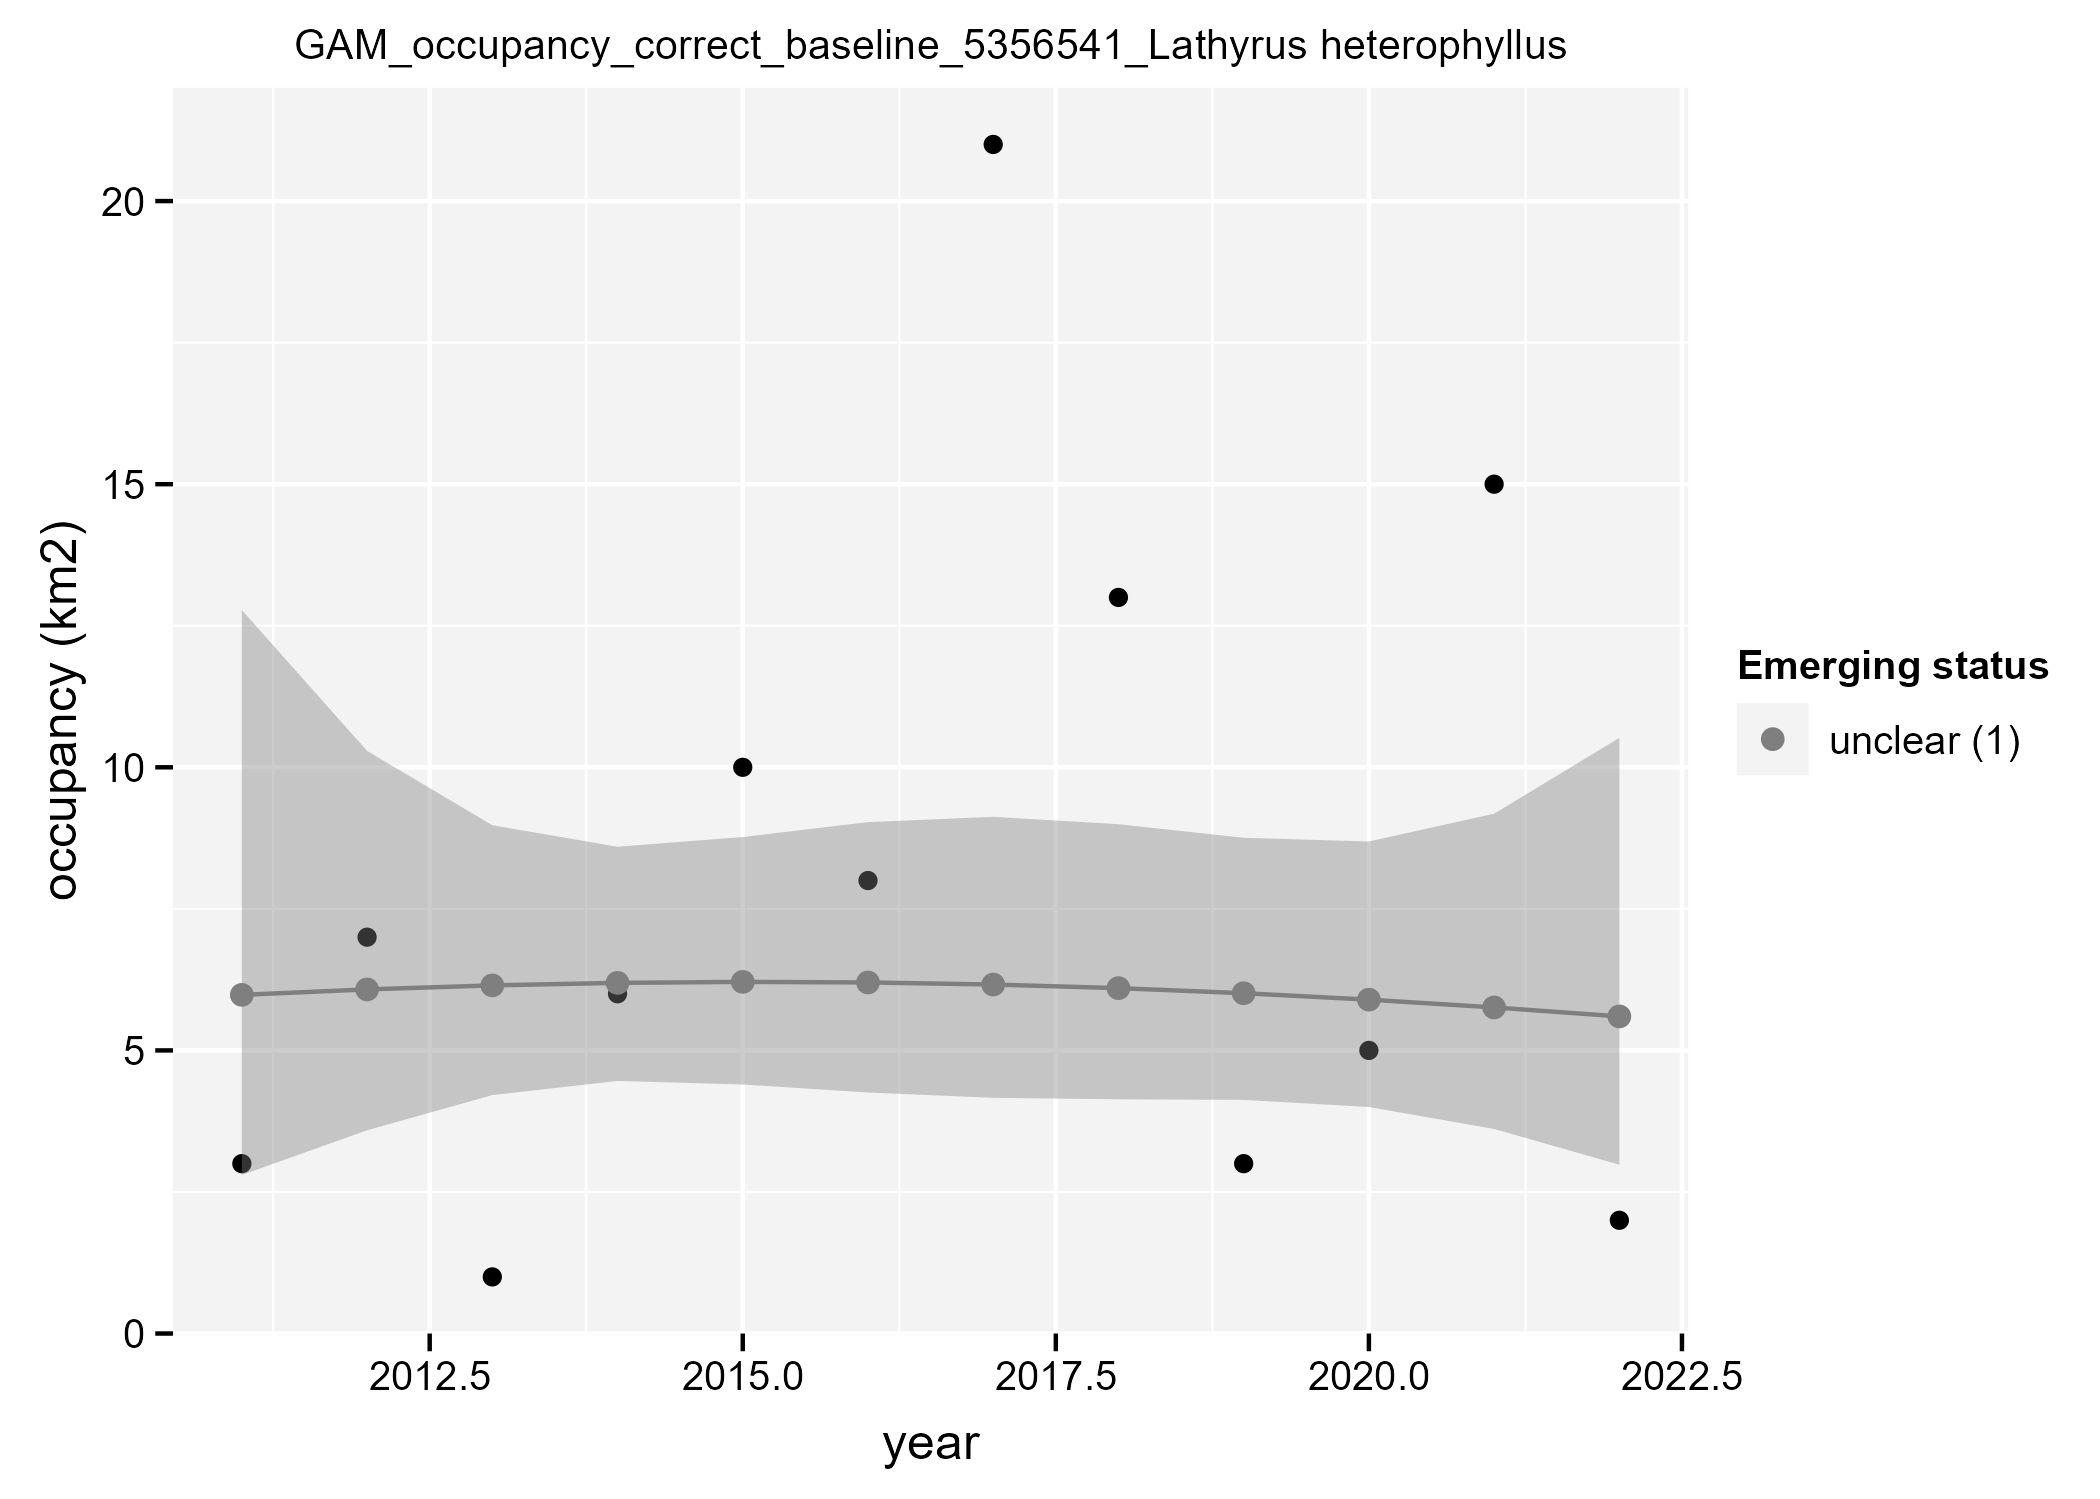 GAM_occupancy_correct_baseline_5356541_Lathyrus heterophyllus
20
15
10
5
0
occupancy (km2)
2012.5 2015.0 2017.5 2020.0 2022.5
year
Emerging status
unclear (1)